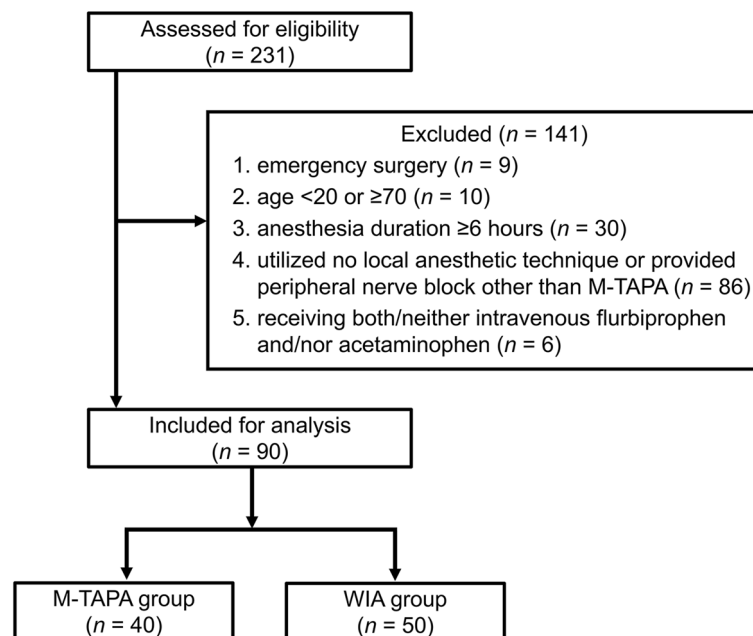 Assessed for eligibility
(n = 231)
Excluded (n = 141)
1. emergency surgery (n = 9)
2. age <20 or ≥70 (n = 10)
3. anesthesia duration ≥6 hours (n = 30)
4. utilized no local anesthetic technique or provided
peripheral nerve block other than M-TAPA (n = 86)
5. receiving both/neither intravenous flurbiprophen
and/nor acetaminophen (n = 6)
Included for analysis
(n = 90)
M-TAPA group
(n = 40)
WIA group
(n = 50)